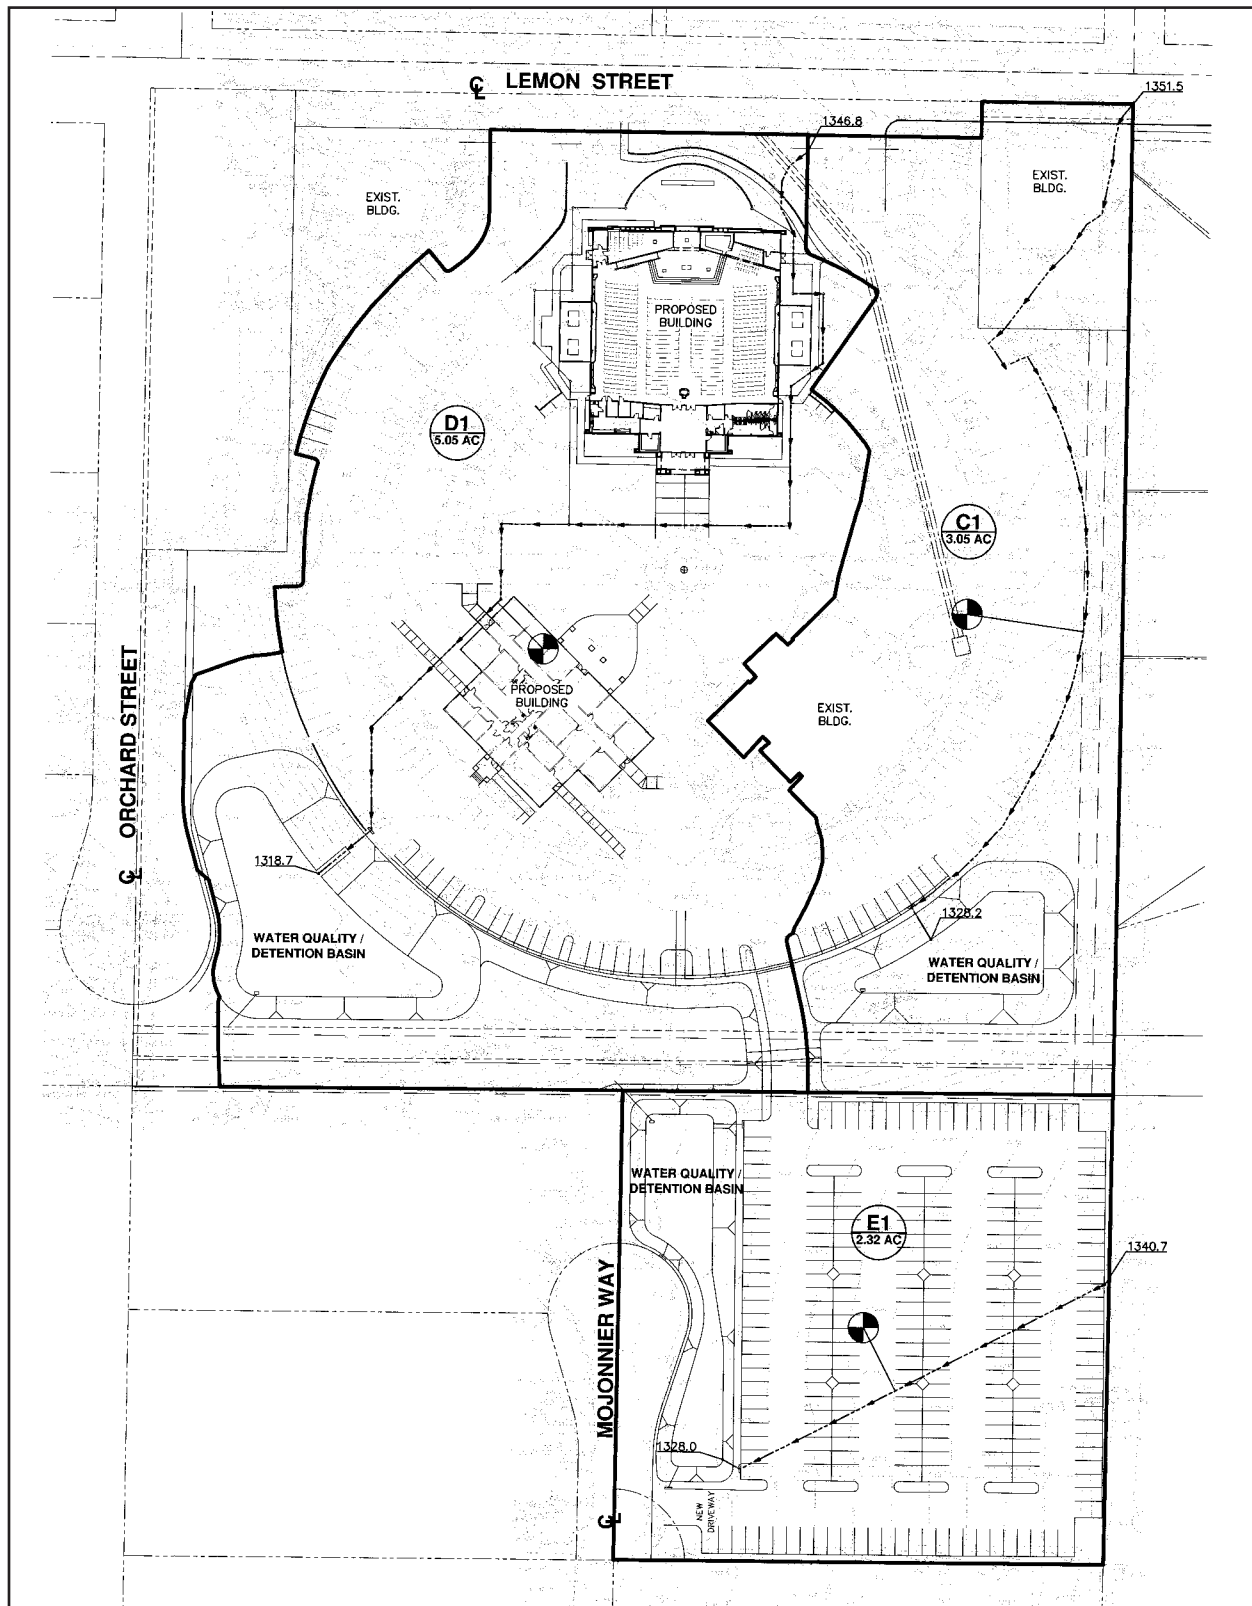 ℄ LEMON STREET
1351.5
1346.8
EXIST.
BLDG.
EXIST.
BLDG.
PROPOSED
BUILDING
D1
5.05 AC
C1
3.05 AC
PROPOSED
BUILDING
EXIST.
BLDG.
℄ ORCHARD STREET
1318.7
1328.2
WATER QUALITY /
DETENTION BASIN
WATER QUALITY /
DETENTION BASIN
WATER QUALITY /
DETENTION BASIN
E1
2.32 AC
1340.7
℄ MOJONNIER WAY
1328.0
NEW
DRIVEWAY